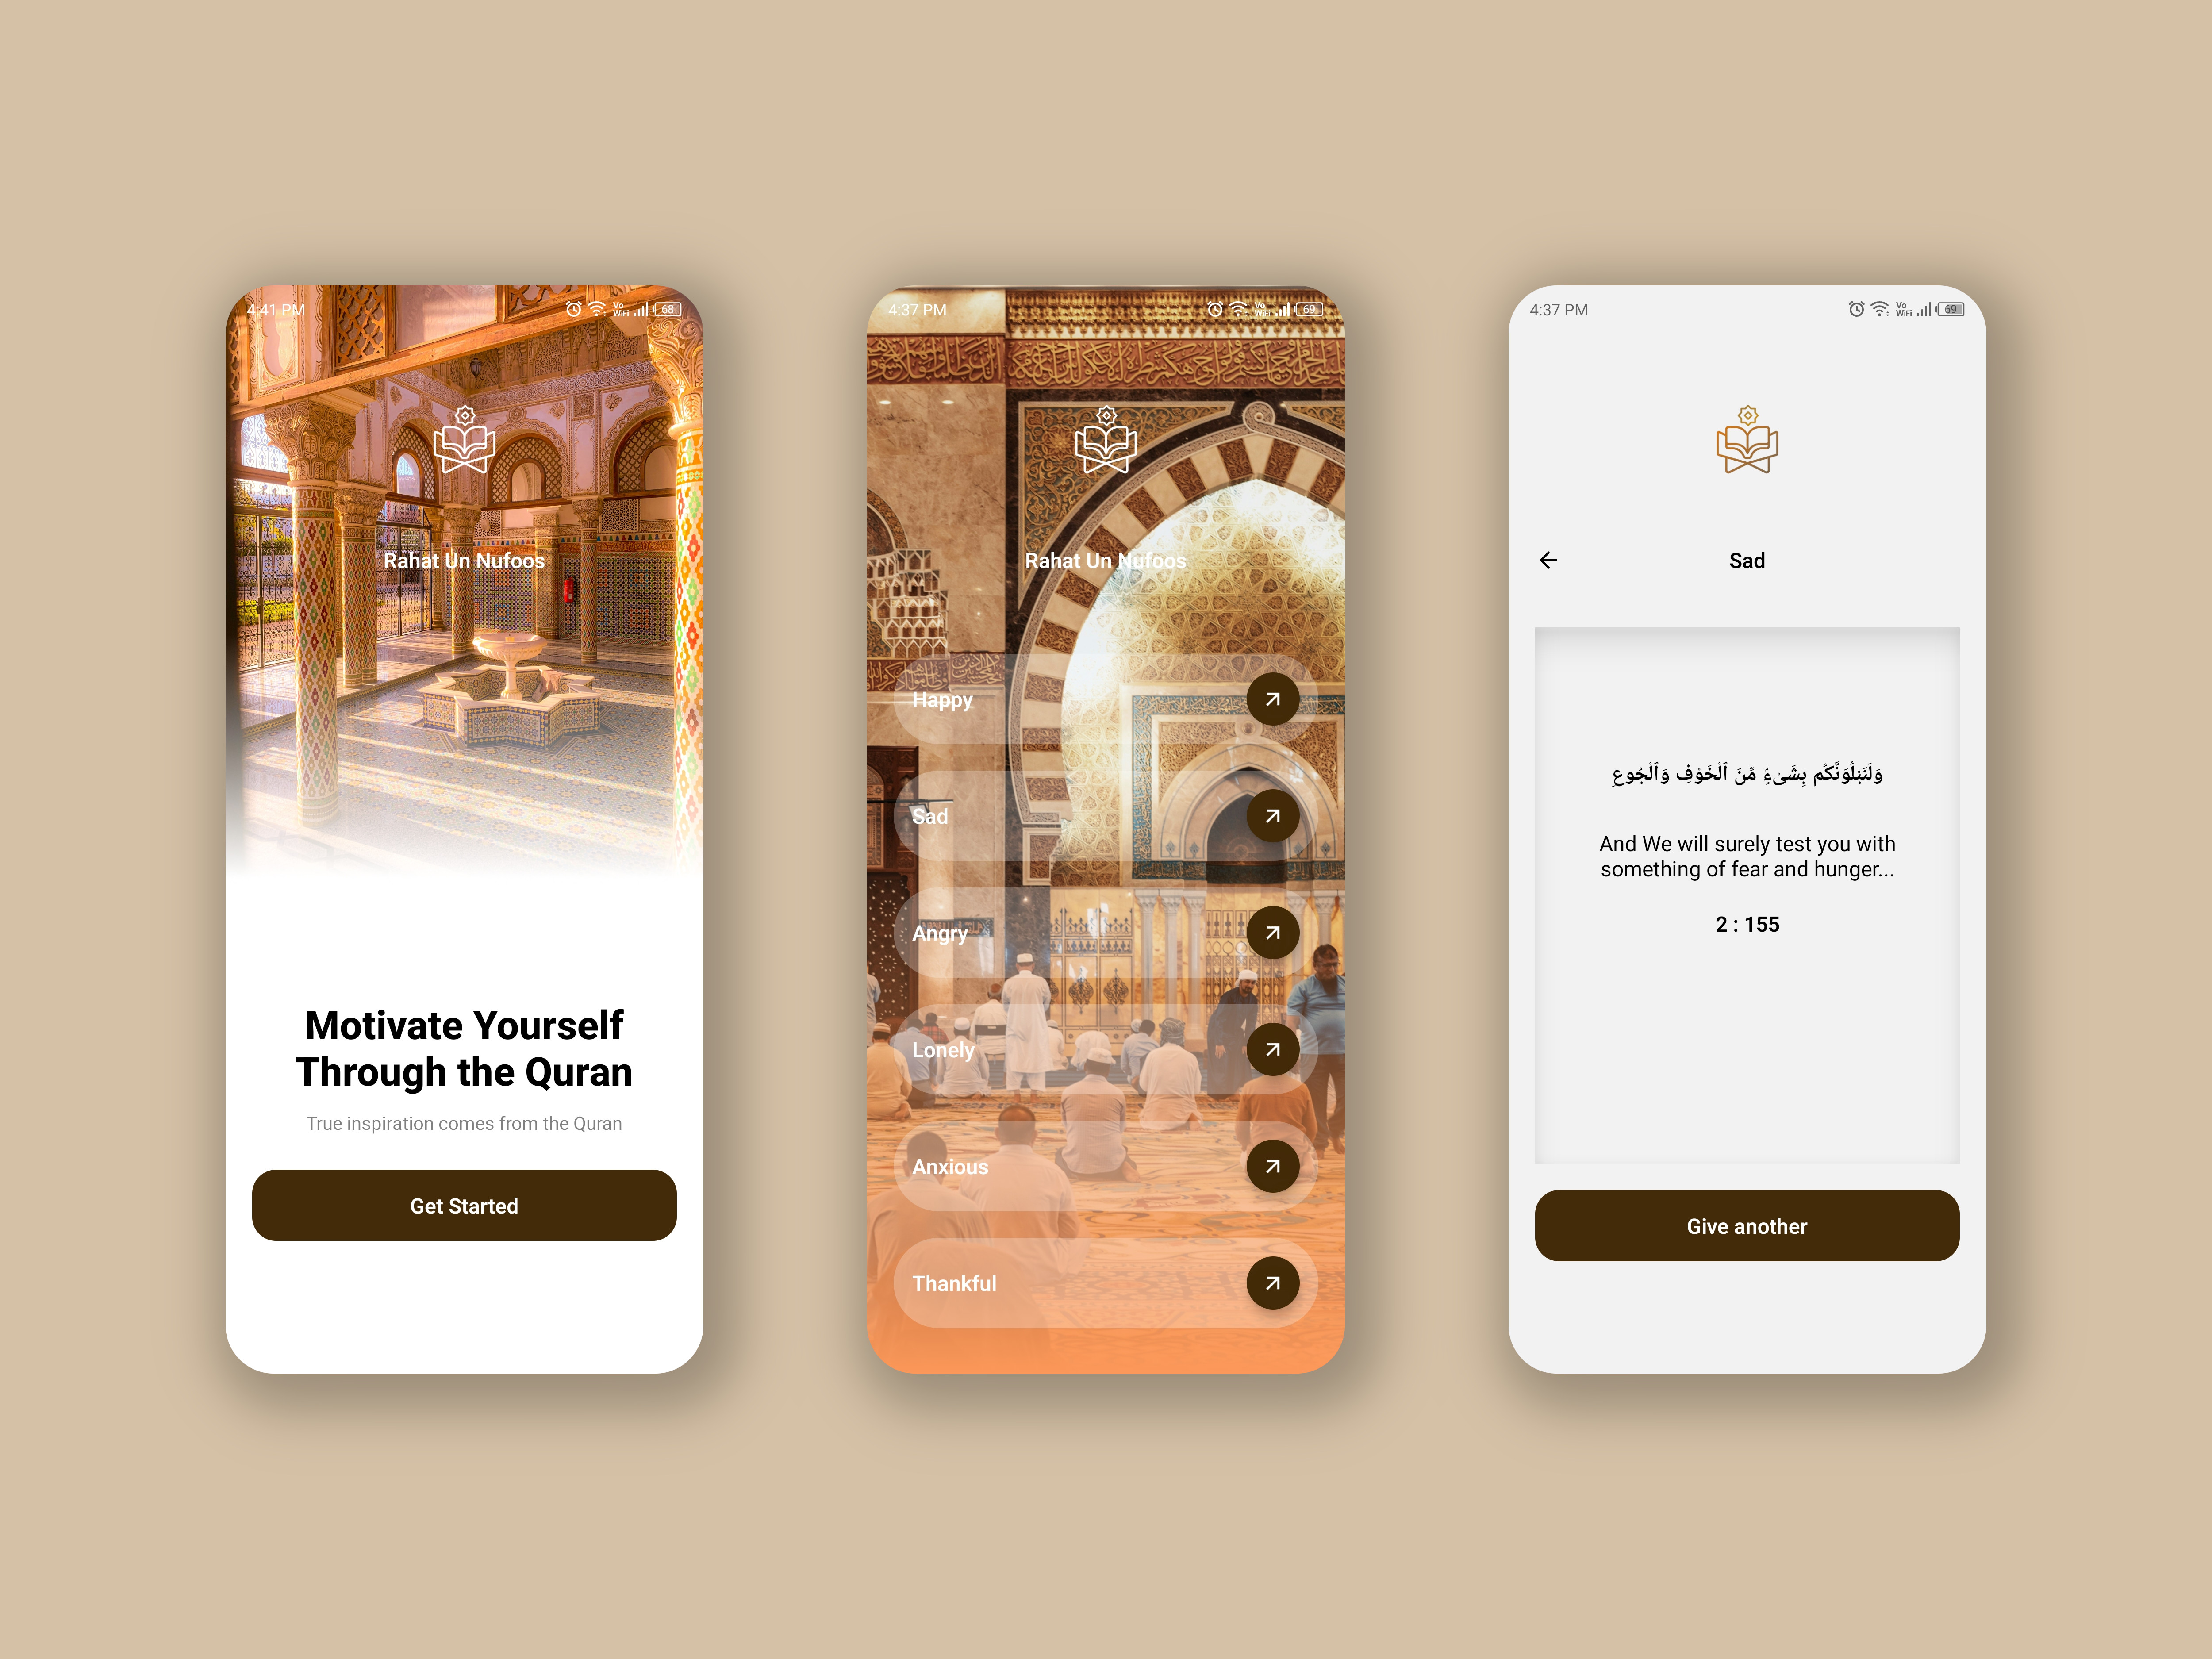 4:41 PM
Vo
WiFi
68
Rahat Un Nufoos
Motivate Yourself
Through the Quran
True inspiration comes from the Quran
Get Started
4:37 PM
Vo
WiFi
69
Rahat Un Nufoos
Happy
Sad
Angry
Lonely
Anxious
Thankful
4:37 PM
Vo
WiFi
69
Sad
وَلَنَبْلُوَنَّكُم بِشَىْءٍۢ مِّنَ ٱلْخَوْفِ وَٱلْجُوعِ
And We will surely test you with
something of fear and hunger...
2 : 155
Give another